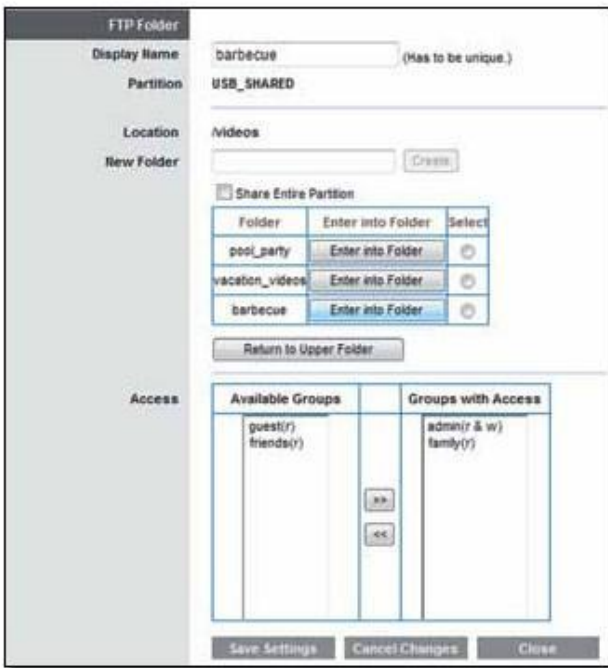 FTP Folder
Display Name barbecue (Has to be unique.)
Partition USB_SHARED
Location /videos
New Folder Create
Share Entire Partition
Folder Enter into Folder Select
pool_party Enter into Folder
vacation_videos Enter into Folder
barbecue Enter into Folder
Return to Upper Folder
Access Available Groups Groups with Access
guest(r) admin(r & w)
friends(r) family(r)
>>
<<
Save Settings Cancel Changes Close